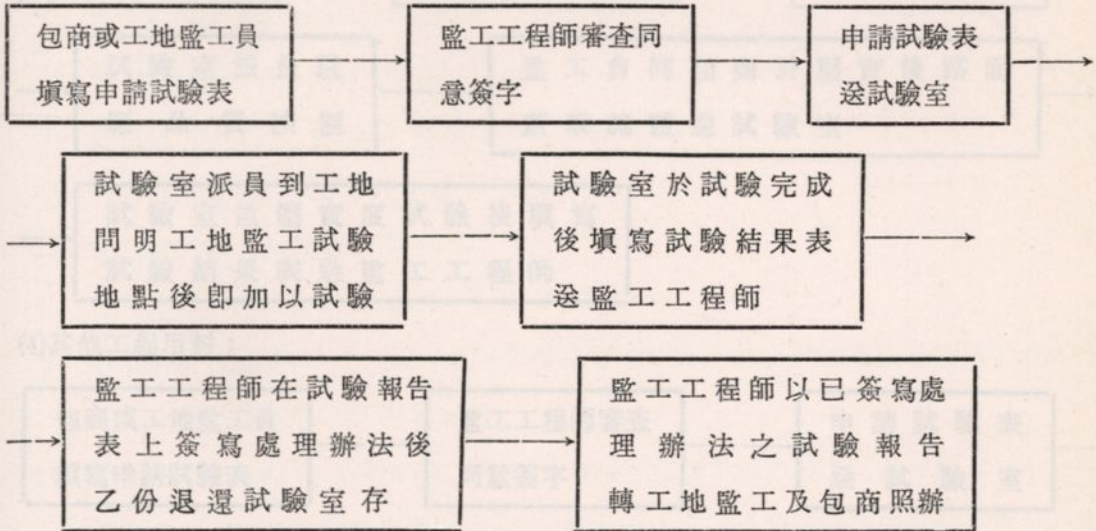 包商或工地監工員
填寫申請試驗表
監工工程師審查同
意簽字
申請試驗表
送試驗室
試驗室派員到工地
問明工地監工試驗
地點後卽加以試驗
試驗室於試驗完成
後填寫試驗結果表
送監工工程師
監工工程師在試驗報告
表上簽寫處理辦法後
乙份退還試驗室存
監工工程師以已簽寫處
理辦法之試驗報告
轉工地監工及包商照辦